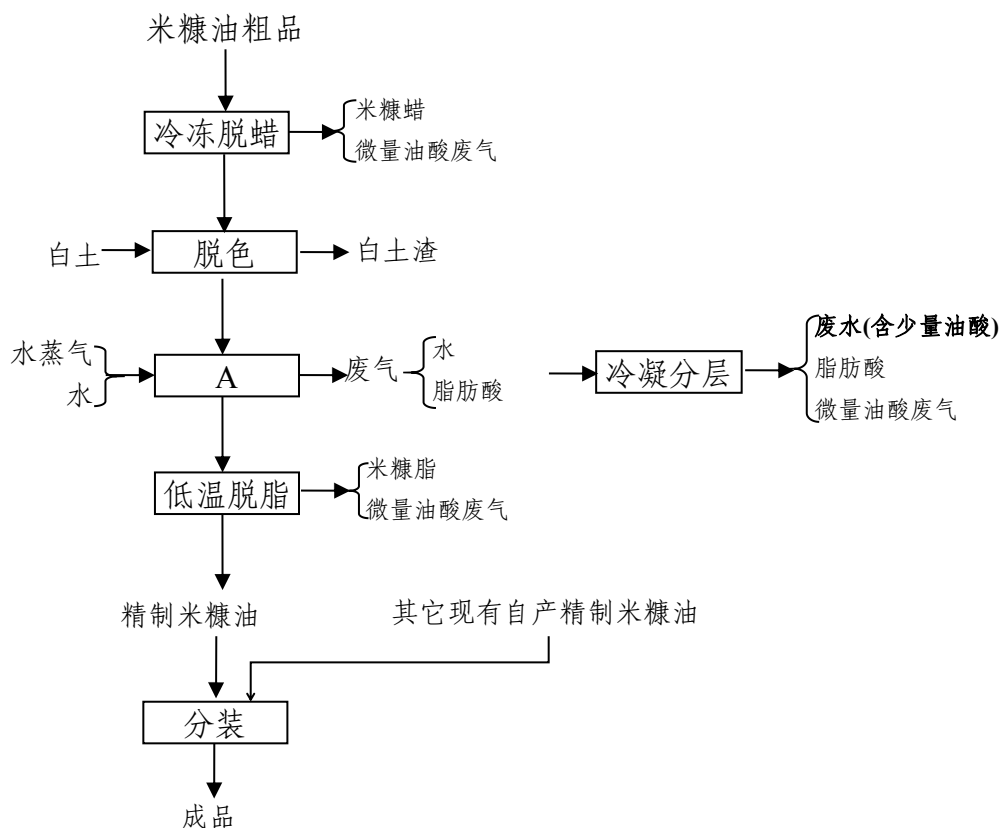 米糠油粗品
冷冻脱蜡
米糠蜡
微量油酸废气
白土
脱色
白土渣
水蒸气
水
A
废气
水
脂肪酸
冷凝分层
废水(含少量油酸)
脂肪酸
微量油酸废气
低温脱脂
米糠脂
微量油酸废气
精制米糠油
其它现有自产精制米糠油
分装
成品